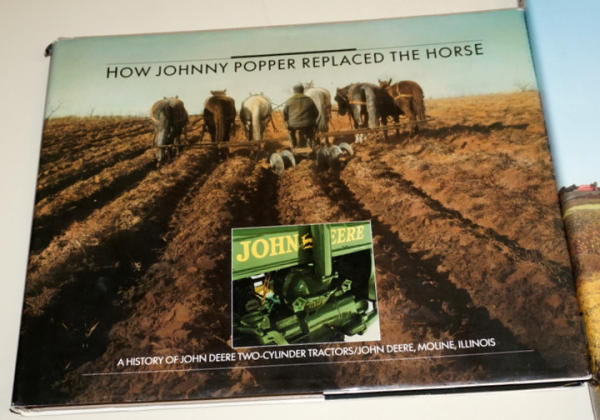 HOW JOHNNY POPPER REPLACED THE HORSE
JOHN DEERE
A HISTORY OF JOHN DEERE TWO-CYLINDER TRACTORS/JOHN DEERE, MOLINE, ILLINOIS